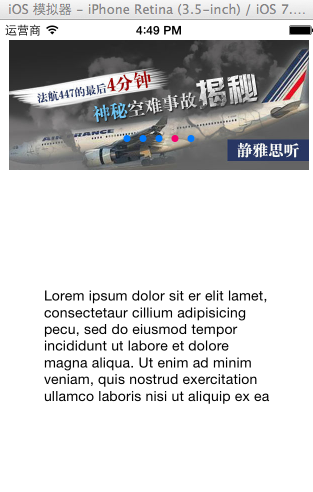 iOS 模拟器 – iPhone Retina (3.5-inch) / iOS 7....
运营商 4:49 PM
法航447的最后4分钟
神秘空难事故揭秘
AIR FRANCE
静雅思听
Lorem ipsum dolor sit er elit lamet,
consectetaur cillium adipisicing
pecu, sed do eiusmod tempor
incididunt ut labore et dolore
magna aliqua. Ut enim ad minim
veniam, quis nostrud exercitation
ullamco laboris nisi ut aliquip ex ea